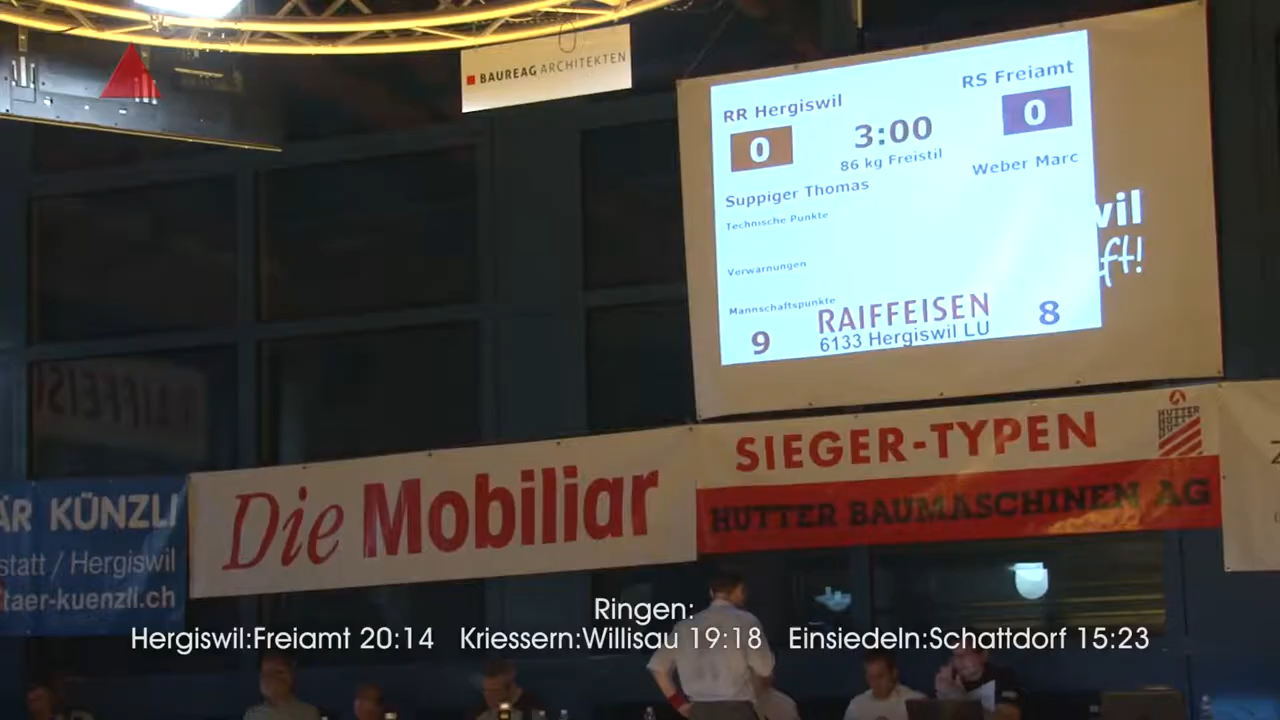 BAUREAG ARCHITEKTEN
RR Hergiswil
RS Freiamt
0
3:00
0
86 kg Freistil
Suppiger Thomas
Weber Marc
Technische Punkte
Verwarnungen
Mannschaftspunkte
9
RAIFFEISEN
8
6133 Hergiswil LU
vil
ft!
SIEGER-TYPEN
HUTTER
HUTTER BAUMASCHINEN AG
Die Mobiliar
ÄR KÜNZLI
statt / Hergiswil
taer-kuenzli.ch
Ringen:
Hergiswil:Freiamt 20:14 Kriessern:Willisau 19:18 Einsiedeln:Schattdorf 15:23